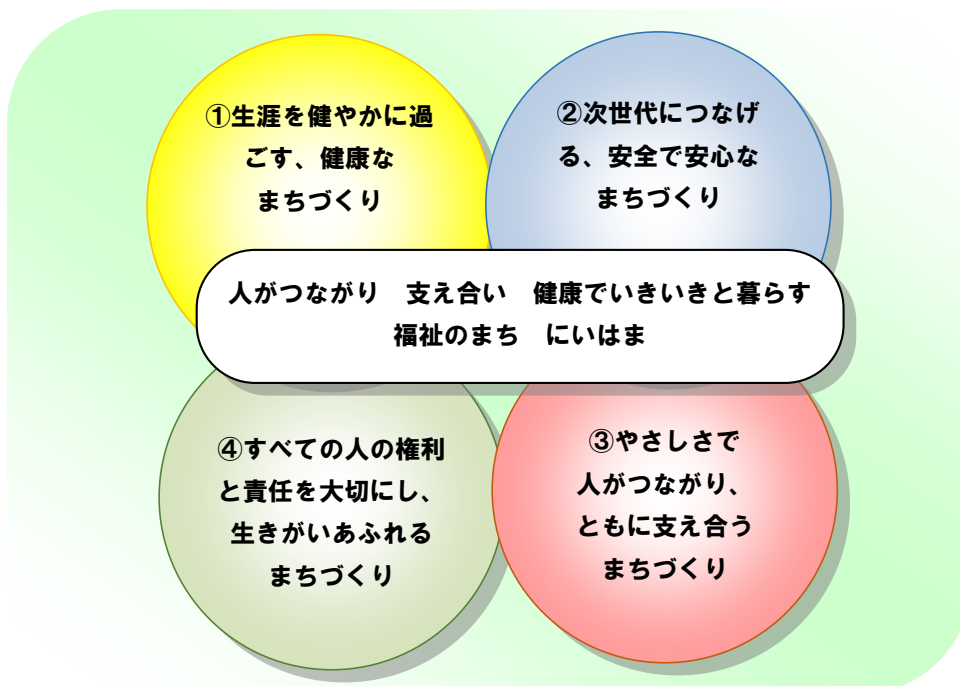 ①生涯を健やかに過
ごす、健康な
まちづくり
②次世代につなげ
る、安全で安心な
まちづくり
人がつながり　支え合い　健康でいきいきと暮らす
福祉のまち　にいはま
④すべての人の権利
と責任を大切にし、
生きがいあふれる
まちづくり
③やさしさで
人がつながり、
ともに支え合う
まちづくり